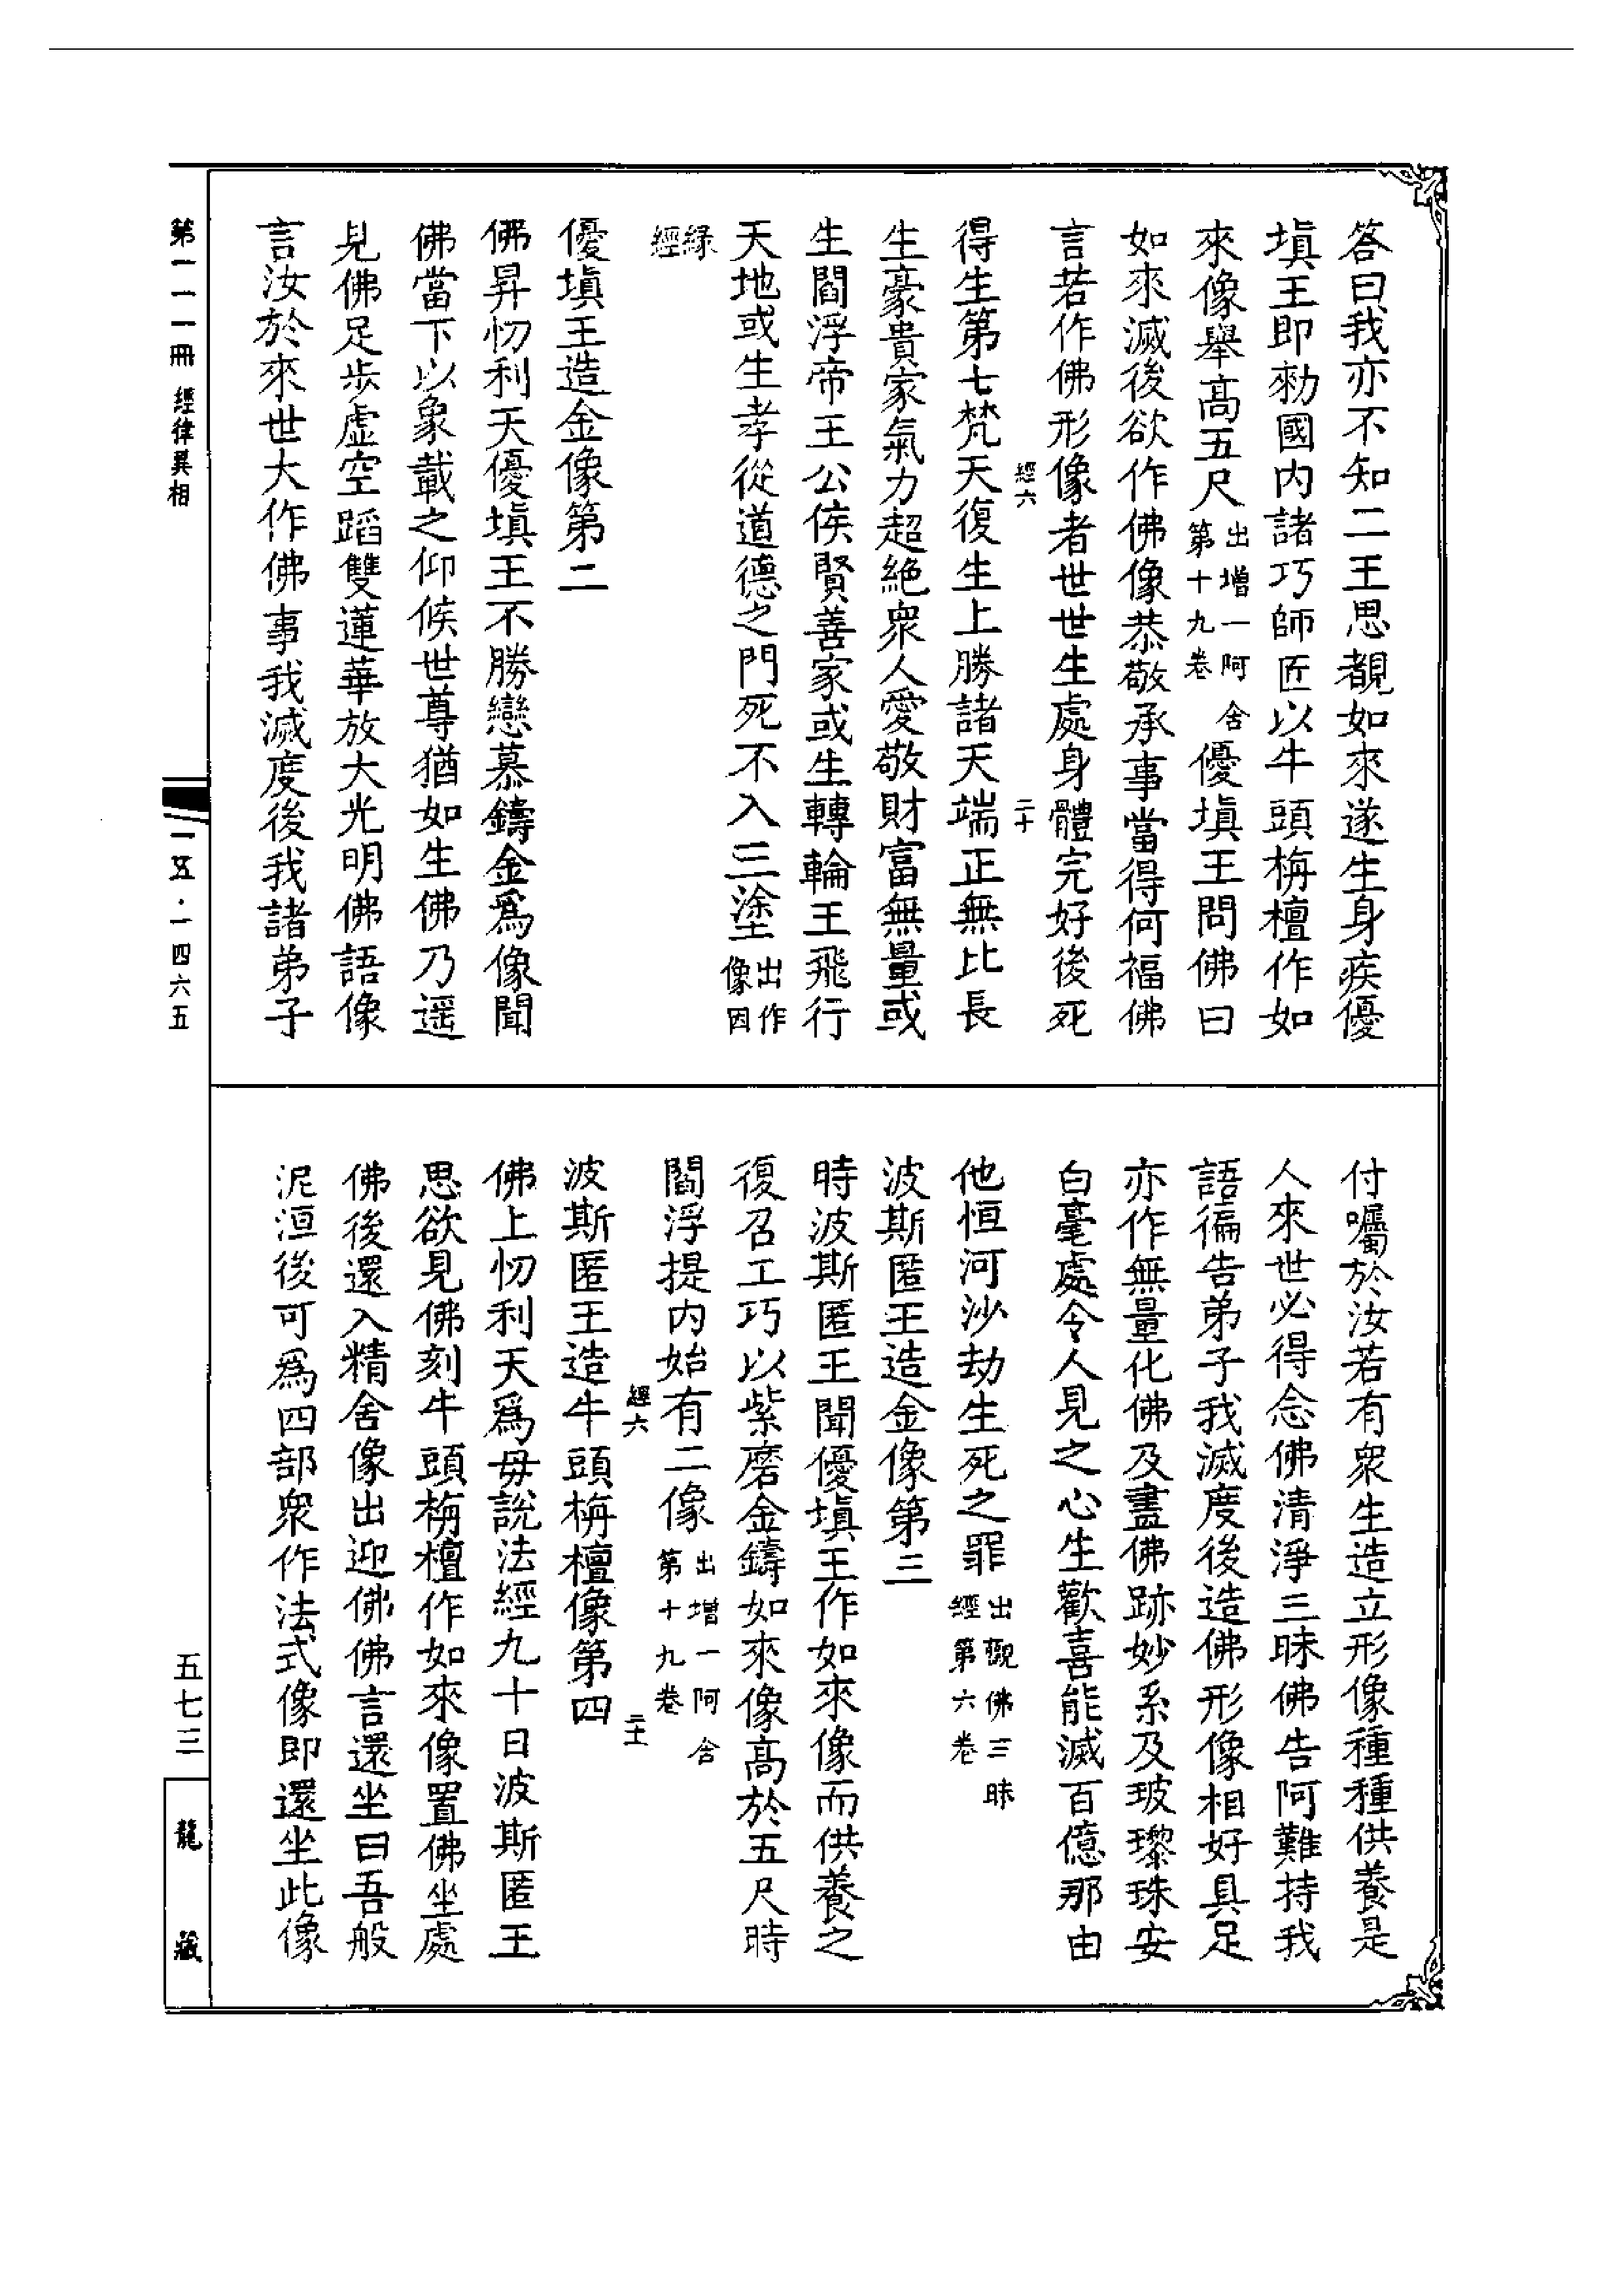 答曰我亦不知二王思覩如來遂生身疾優
塡王即勑國內諸巧師匠以牛頭栴檀作如
來像舉高五尺出增一阿含第十九卷優塡王問佛曰
如來滅後欲作佛像恭敬承事當得何福佛
言若作佛形像者世世生處身體完好後死
經六
二十
得生第七梵天復生上勝諸天端正無比長
生豪貴家氣力超絕衆人愛敬財富無量或
生閻浮帝王公侯賢善家或生轉輪王飛行
天地或生孝從道德之門死不入三塗出作像因
緣經
優塡王造金像第二
佛昇忉利天優塡王不勝戀慕鑄金爲像聞
佛當下以象載之仰候世尊猶如生佛乃遥
見佛足步虛空蹈雙蓮華放大光明佛語像
言汝於來世大作佛事我滅度後我諸弟子
付囑於汝若有衆生造立形像種種供養是
人來世必得念佛清淨三昧佛告阿難持我
語徧告弟子我滅度後造佛形像相好具足
亦作無量化佛及畫佛跡妙系及玻瓈珠安
白毫處令人見之心生歡喜能滅百億那由
他恒河沙劫生死之罪出觀佛三昧經第六卷
波斯匿王造金像第三
時波斯匿王聞優塡王作如來像而供養之
復召工巧以紫磨金鑄如來像高於五尺時
閻浮提內始有二像出增一阿含第十九卷
經六
二十一
波斯匿王造牛頭栴檀像第四
佛上忉利天爲母說法經九十日波斯匿王
思欲見佛刻牛頭栴檀作如來像置佛坐處
佛後還入精舍像出迎佛佛言還坐曰吾般
泥洹後可爲四部衆作法式像即還坐此像
第一一一冊 經律異相
一五·一四六五
五七三
龍藏